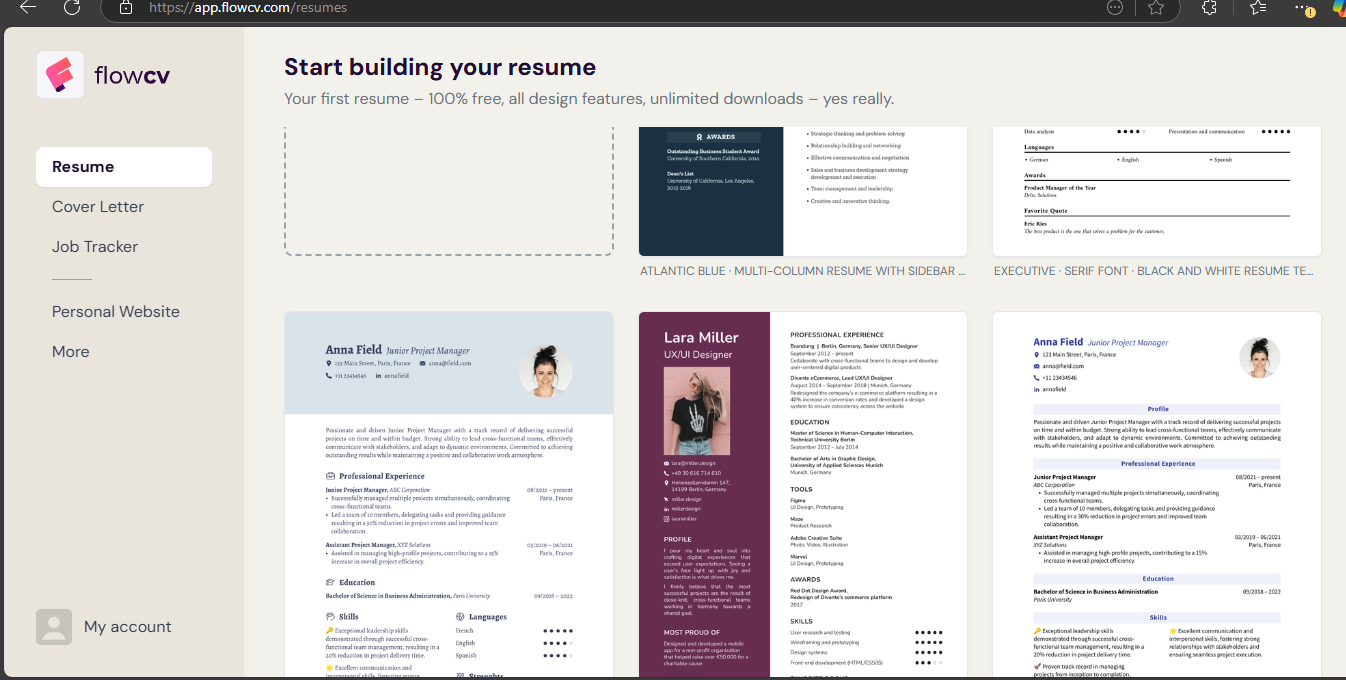 https://app.flowcv.com/resumes
flowcv
Resume
Cover Letter
Job Tracker
Personal Website
More
My account
Start building your resume
Your first resume – 100% free, all design features, unlimited downloads – yes really.
AWARDS
Outstanding Business Student Award
University of Southern California, 2014
Dean's List
University of California, Los Angeles,
2015-2016
• Strategic thinking and problem solving
• Relationship building and networking
• Effective communication and negotiation
• Sales and business development strategy
development and execution
• Team management and leadership
• Creative and innovative thinking.
ATLANTIC BLUE · MULTI-COLUMN RESUME WITH SIDEBAR ...
Data analysis
Presentation and communication
Languages
• German
• English
• Spanish
Awards
Product Manager of the Year
Delta Solutions
Favorite Quote
Eric Ries
The best product is the one that solves a problem for the customer.
EXECUTIVE · SERIF FONT · BLACK AND WHITE RESUME TE...
Anna Field Junior Project Manager
123 Main Street, Paris, France anna@field.com
+11 23434546 annafield
Passionate and driven Junior Project Manager with a track record of delivering successful
projects on time and within budget. Strong ability to lead cross-functional teams, effectively
communicate with stakeholders, and adapt to dynamic environments. Committed to achieving
outstanding results while maintaining a positive and collaborative work atmosphere.
Professional Experience
Junior Project Manager, ABC Corporation 08/2021 – present
• Successfully managed multiple projects simultaneously, coordinating Paris, France
cross-functional teams.
• Led a team of 10 members, delegating tasks and providing guidance
resulting in a 30% reduction in project errors and improved team
collaboration.
Assistant Project Manager, XYZ Solutions 03/2019 – 06/2021
• Assisted in managing high-profile projects, contributing to a 15% Paris, France
increase in overall project efficiency.
Education
Bachelor of Science in Business Administration, Paris University 09/2018 – 2022
Skills
🔑 Exceptional leadership skills
demonstrated through successful cross-
functional team management, resulting in a
20% reduction in project delivery time.
🌟 Excellent communication and
interpersonal skills, fostering strong
Languages
French
English
Spanish
Strengths
Lara Miller
UX/UI Designer
lara@miller.design
+49 30 616 714 610
Hohenzollerndamm 147,
14199 Berlin, Germany
miller.design
millerdesign
lauramiller
PROFILE
I pour my heart and soul into
crafting digital experiences that
exceed user expectations. Seeing a
user's face light up with joy and
satisfaction is what drives me.
I firmly believe that the most
successful projects are the result of
close-knit, cross-functional teams
working in harmony towards a
shared goal.
MOST PROUD OF
Designed and developed a mobile
app for a non-profit organization
that helped raise over €50.000 for a
charitable cause.
PROFESSIONAL EXPERIENCE
Brandung | Berlin, Germany, Senior UX/UI Designer
September 2012 – present
Collaborate with cross-functional teams to design and develop
user-centered digital products
Divante eCommerce, Lead UX/UI Designer
August 2014 – September 2018 | Munich, Germany
Redesigned the company's e-commerce platform resulting in a
40% increase in conversion rates and developed a design
system to ensure consistency across the website
EDUCATION
Master of Science in Human-Computer Interaction,
Technical University Berlin
September 2012 – July 2014
Bachelor of Arts in Graphic Design,
University of Applied Sciences Munich
Munich, Germany
TOOLS
Figma
UI Design, Prototyping
Maze
Product Research
Adobe Creative Suite
Photo, Video, Illustration
Marvel
UI Design, Prototyping
AWARDS
Red Dot Design Award,
Redesign of Divante's commerce platform
2017
SKILLS
User research and testing
Wireframing and prototyping
Design systems
Front-end development (HTML/CSS/JS)
Anna Field Junior Project Manager
123 Main Street, Paris, France
anna@field.com
+11 23434546
annafield
Profile
Passionate and driven Junior Project Manager with a track record of delivering successful projects
on time and within budget. Strong ability to lead cross-functional teams, effectively communicate
with stakeholders, and adapt to dynamic environments. Committed to achieving outstanding
results while maintaining a positive and collaborative work atmosphere.
Professional Experience
Junior Project Manager 08/2021 – present
ABC Corporation Paris, France
• Successfully managed multiple projects simultaneously, coordinating
cross-functional teams.
• Led a team of 10 members, delegating tasks and providing guidance
resulting in a 30% reduction in project errors and improved team
collaboration.
Assistant Project Manager 03/2019 – 06/2021
XYZ Solutions Paris, France
• Assisted in managing high-profile projects, contributing to a 15%
increase in overall project efficiency.
Education
Bachelor of Science in Business Administration 09/2018 – 2022
Paris University
Skills
🔑 Exceptional leadership skills
demonstrated through successful cross-
functional team management, resulting in a
20% reduction in project delivery time.
🌟 Excellent communication and
interpersonal skills, fostering strong
relationships with stakeholders and
ensuring seamless project execution.
🚀 Proven track record in managing
projects from inception to completion.